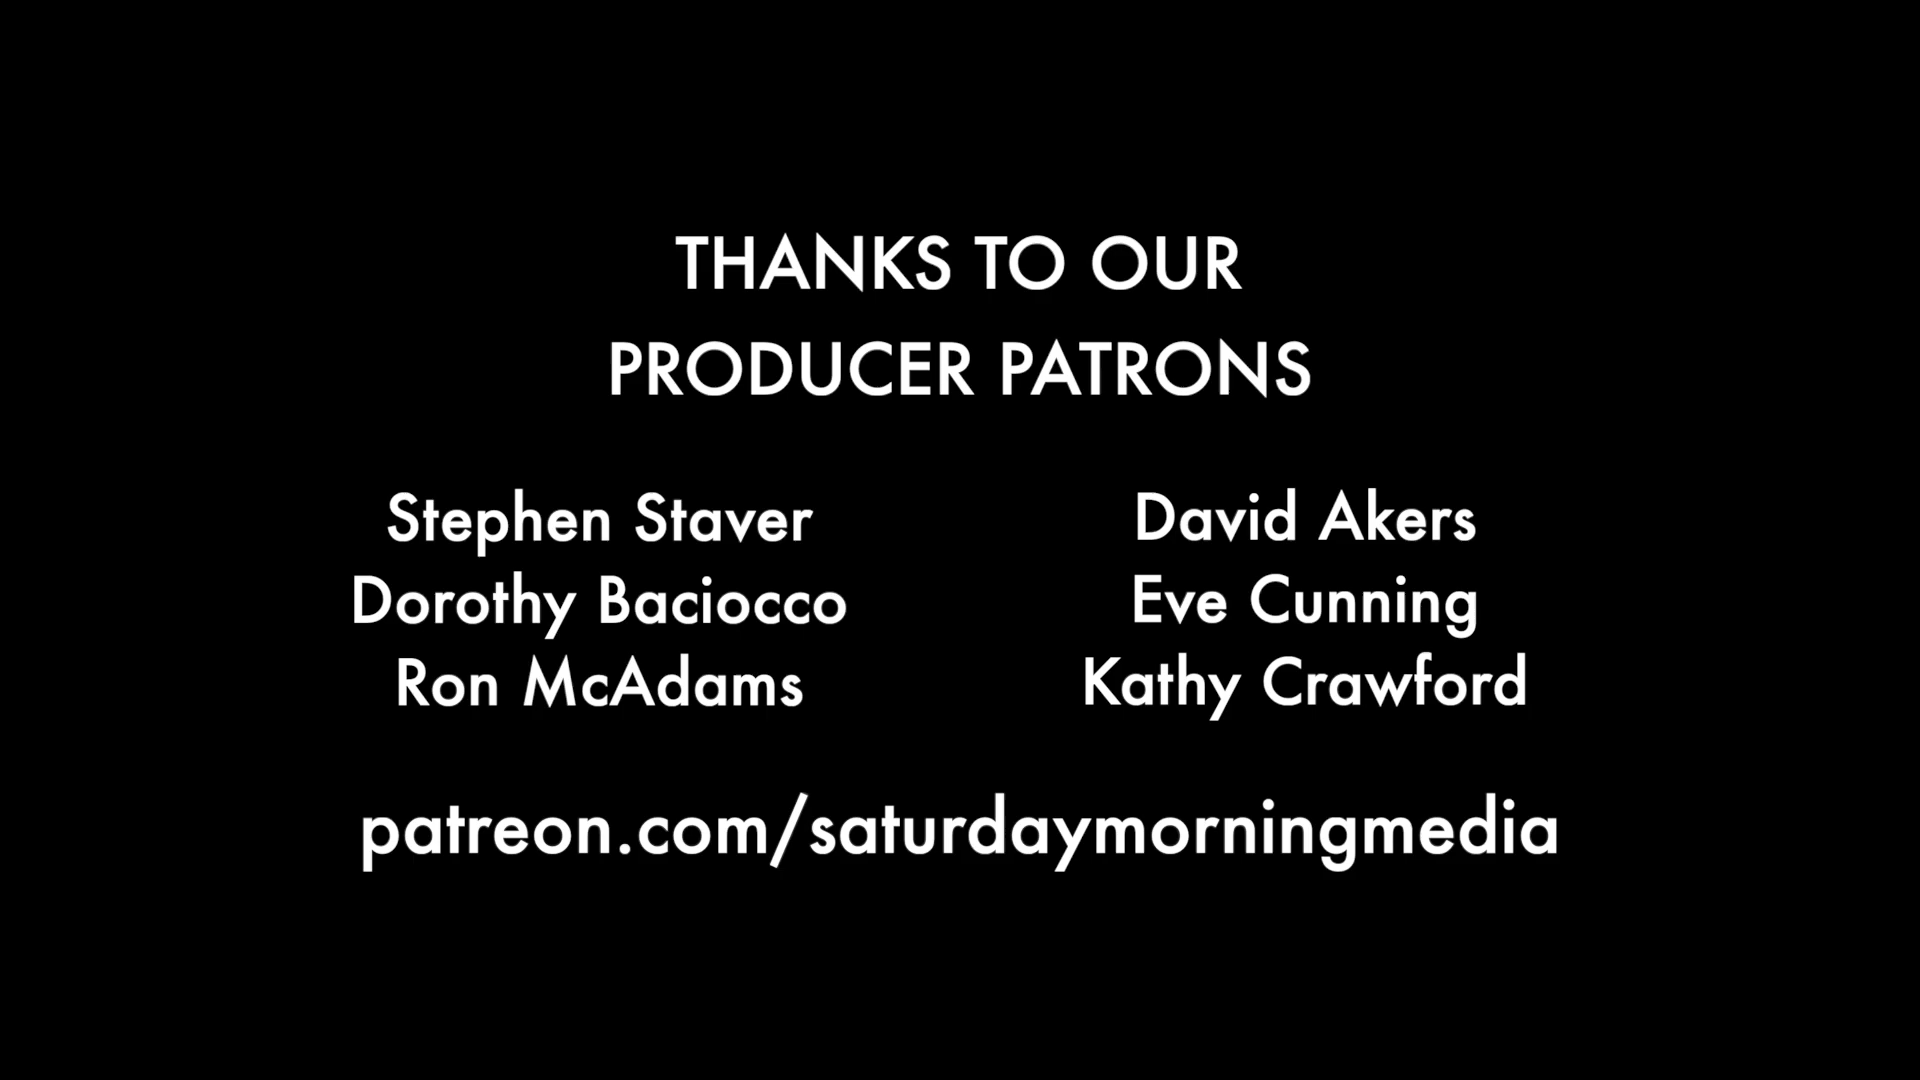 THANKS TO OUR
PRODUCER PATRONS
Stephen Staver
Dorothy Baciocco
Ron McAdams
David Akers
Eve Cunning
Kathy Crawford
patreon.com/saturdaymorningmedia